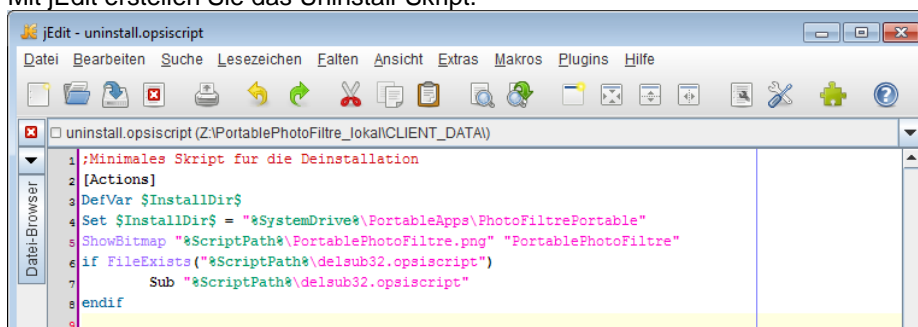 Mit jEdit erstellen Sie das Uninstall-Skript:
jEdit - uninstall.opsiscript
Datei Bearbeiten Suche Lesezeichen Falten Ansicht Extras Makros Plugins Hilfe
uninstall.opsiscript (Z:\PortablePhotoFiltre_lokal\CLIENT_DATA\)
Datei-Browser
1 ;Minimales Skript fur die Deinstallation
2 [Actions]
3 DefVar $InstallDir$
4 Set $InstallDir$ = "%SystemDrive%\PortableApps\PhotoFiltrePortable"
5 ShowBitmap "%ScriptPath%\PortablePhotoFiltre.png" "PortablePhotoFiltre"
6 if FileExists("%ScriptPath%\delsub32.opsiscript")
7 Sub "%ScriptPath%\delsub32.opsiscript"
8 endif
9